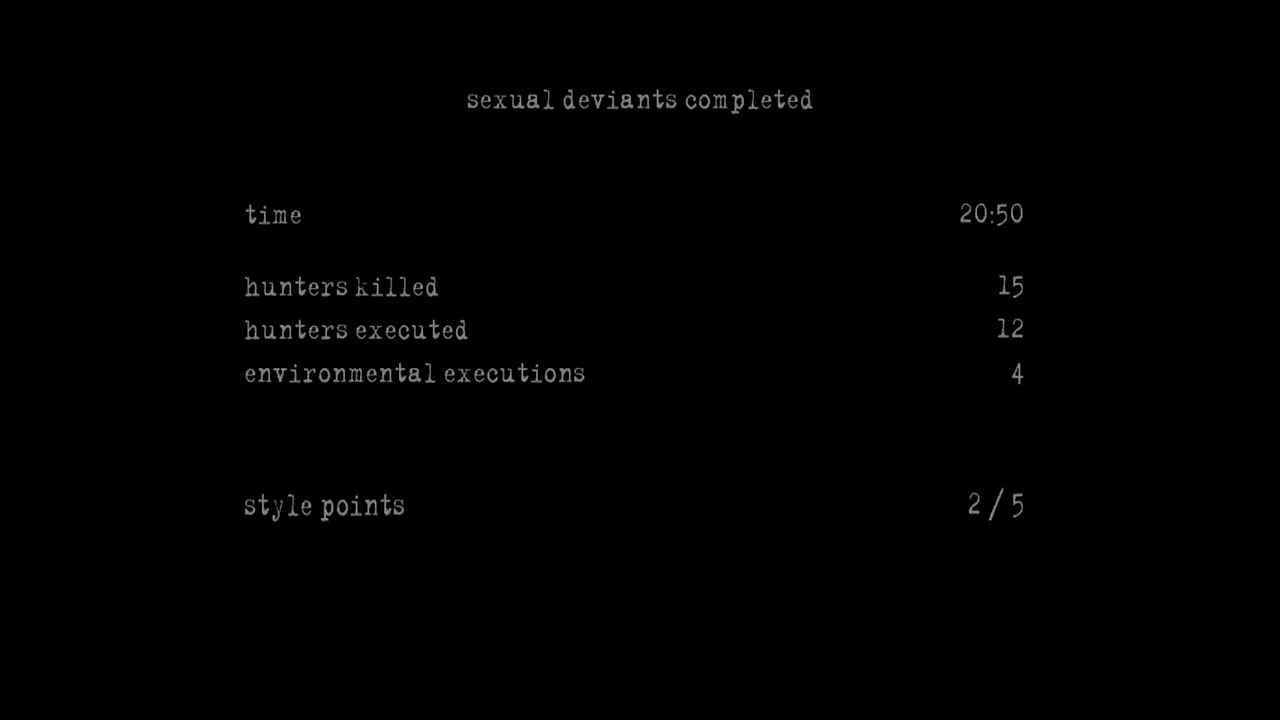 sexual deviants completed
time 20:50
hunters killed 15
hunters executed 12
environmental executions 4
style points 2 / 5